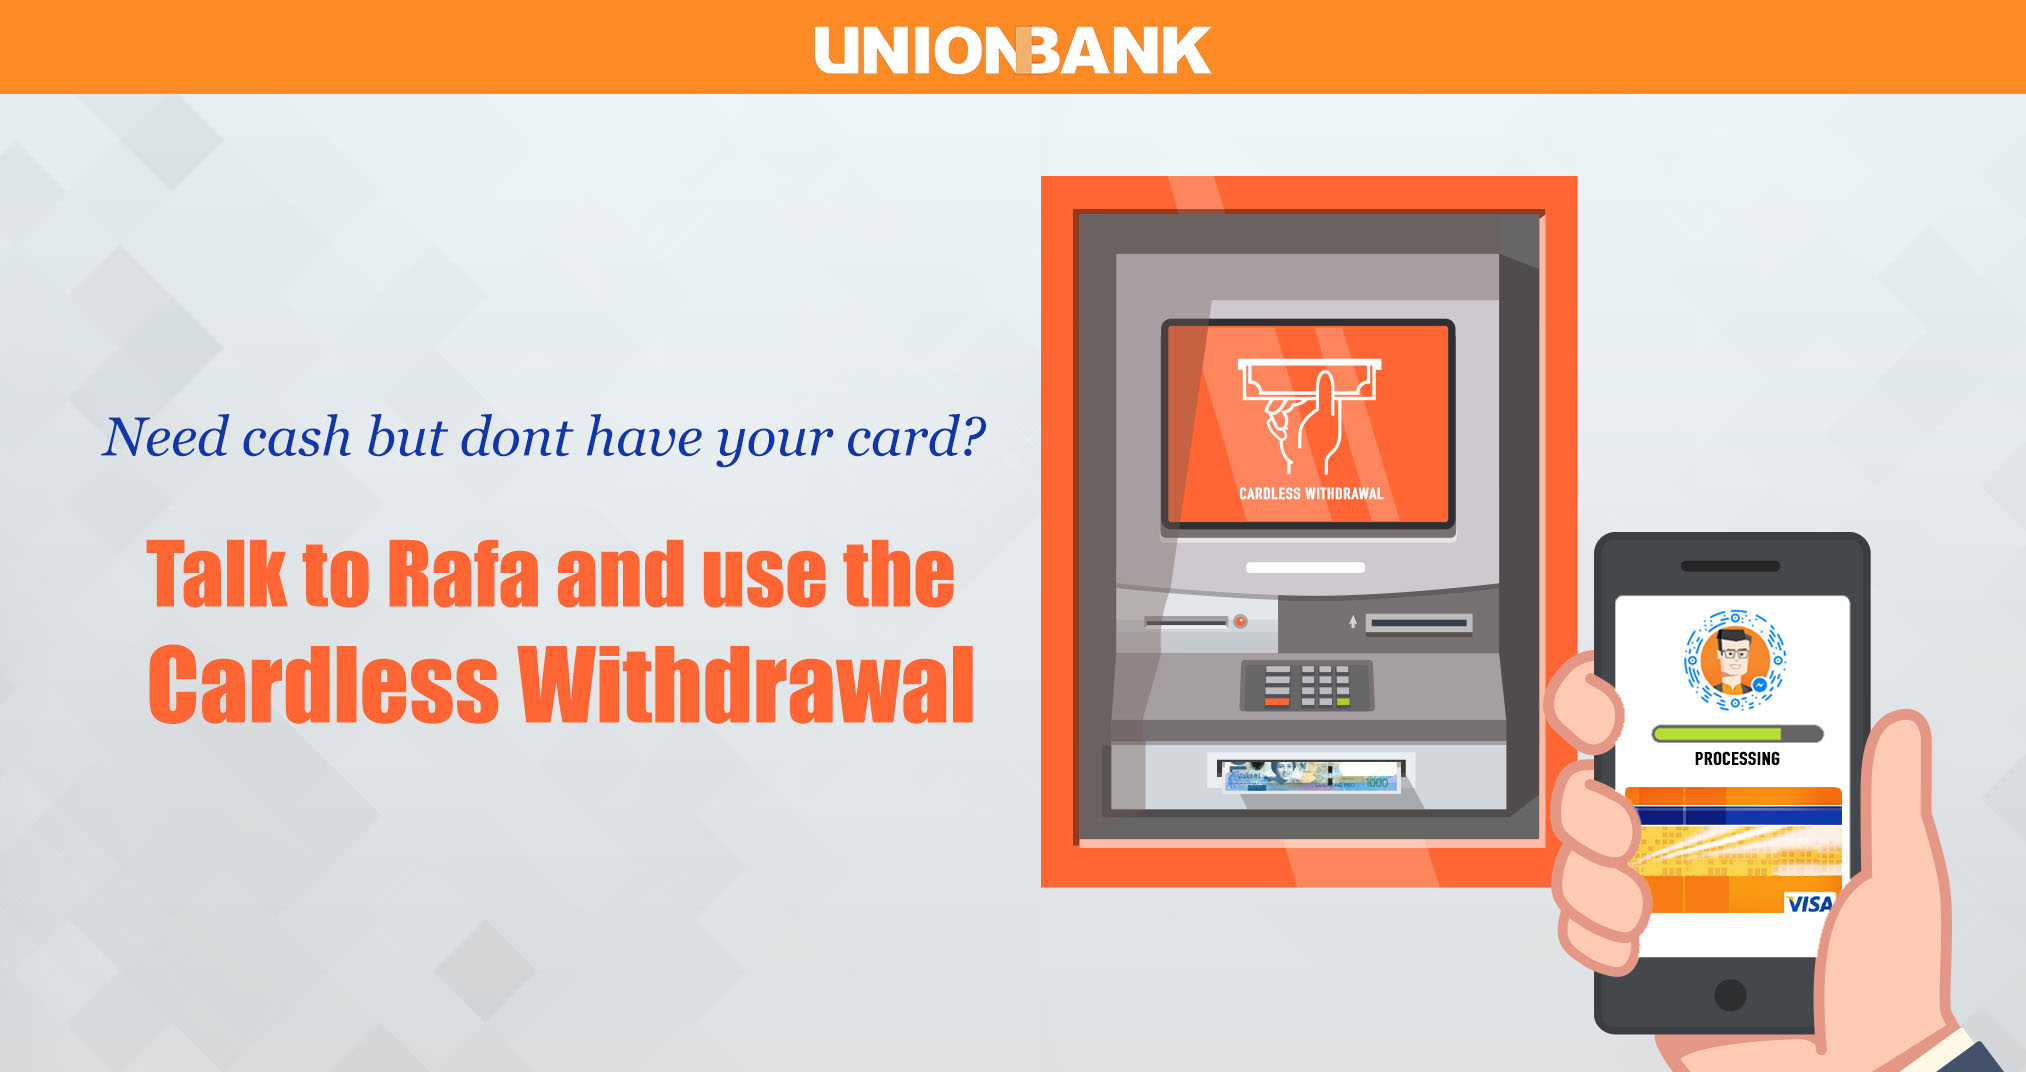 UNIONBANK
Need cash but dont have your card?
Talk to Rafa and use the
Cardless Withdrawal
CARDLESS WITHDRAWAL
1000
PROCESSING
VISA